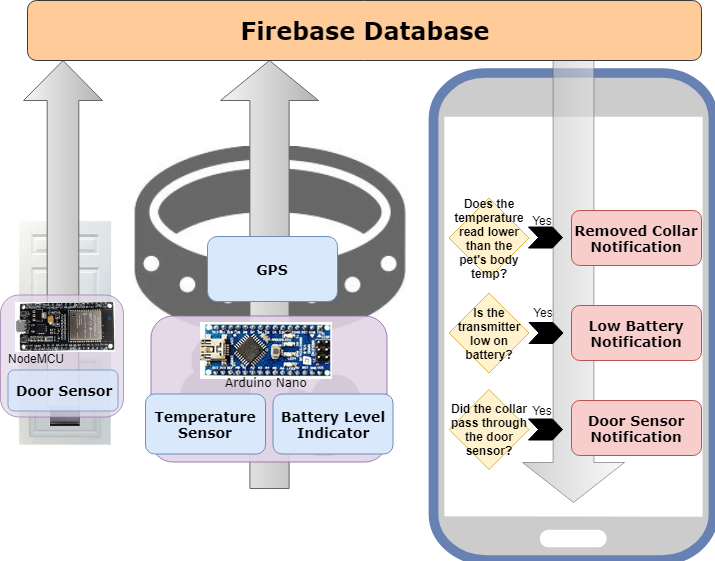 Firebase Database
NodeMCU
Door Sensor
GPS
Arduino Nano
Temperature
Sensor
Battery Level
Indicator
Does the
temperature
read lower
than the
pet's body
temp?
Yes
Removed Collar
Notification
Is the
transmitter
low on
battery?
Yes
Low Battery
Notification
Did the collar
pass through
the door
sensor?
Yes
Door Sensor
Notification